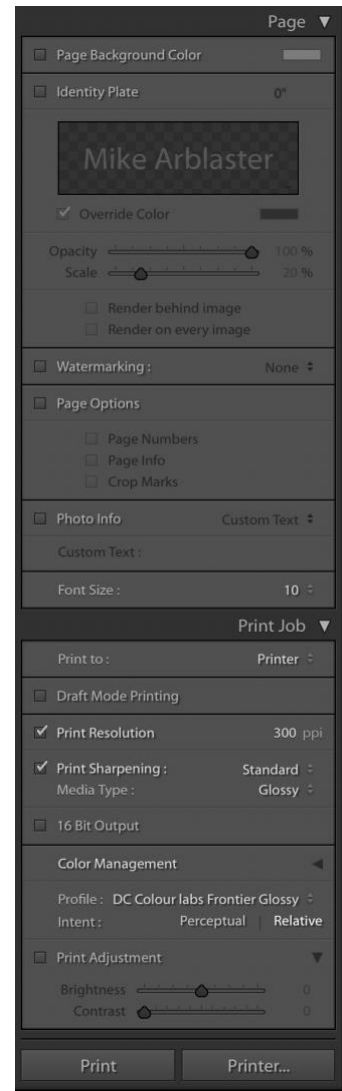 Page
Page Background Color
Identity Plate 0°
Mike Arblaster
Override Color
Opacity 100 %
Scale 20 %
Render behind image
Render on every image
Watermarking : None
Page Options
Page Numbers
Page Info
Crop Marks
Photo Info Custom Text
Custom Text :
Font Size : 10
Print Job
Print to : Printer
Draft Mode Printing
Print Resolution 300 ppi
Print Sharpening : Standard
Media Type : Glossy
16 Bit Output
Color Management
Profile : DC Colour labs Frontier Glossy
Intent : Perceptual | Relative
Print Adjustment
Brightness 0
Contrast 0
Print Printer...